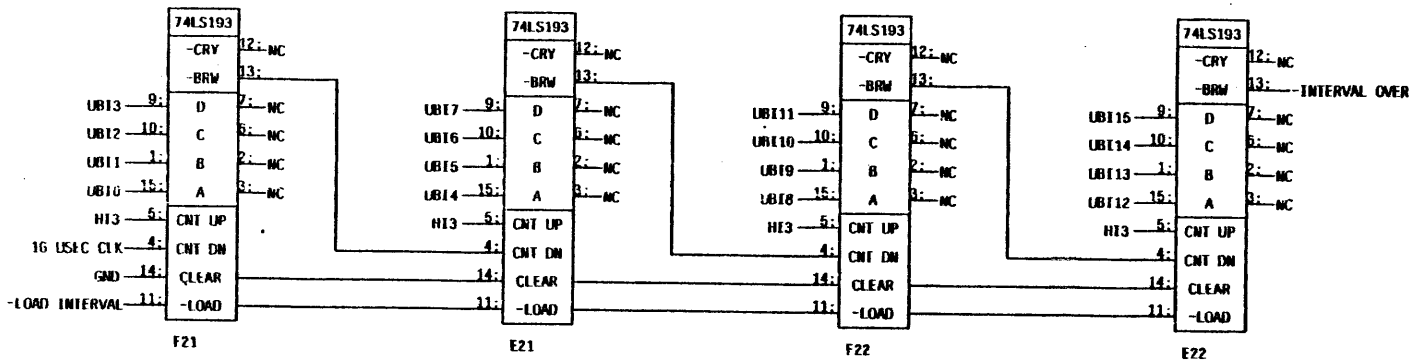 74LS193
-CRY 12: NC
-BRW 13:
UBI3 9: D 7: NC
UBI2 10: C 6: NC
UBI1 1: B 2: NC
UBI0 15: A 3: NC
HI3 5: CNT UP
16 USEC CLK 4: CNT DN
GND 14: CLEAR
-LOAD INTERVAL 11: -LOAD
F21
74LS193
-CRY 12: NC
-BRW 13:
UBI7 9: D 7: NC
UBI6 10: C 6: NC
UBI5 1: B 2: NC
UBI4 15: A 3: NC
HI3 5: CNT UP
4: CNT DN
14: CLEAR
11: -LOAD
E21
74LS193
-CRY 12: NC
-BRW 13:
UBI11 9: D 7: NC
UBI10 10: C 6: NC
UBI9 1: B 2: NC
UBI8 15: A 3: NC
HI3 5: CNT UP
4: CNT DN
14: CLEAR
11: -LOAD
F22
74LS193
-CRY 12: NC
-BRW 13: -INTERVAL OVER
UBI15 9: D 7: NC
UBI14 10: C 6: NC
UBI13 1: B 2: NC
UBI12 15: A 3: NC
HI3 5: CNT UP
4: CNT DN
14: CLEAR
11: -LOAD
E22